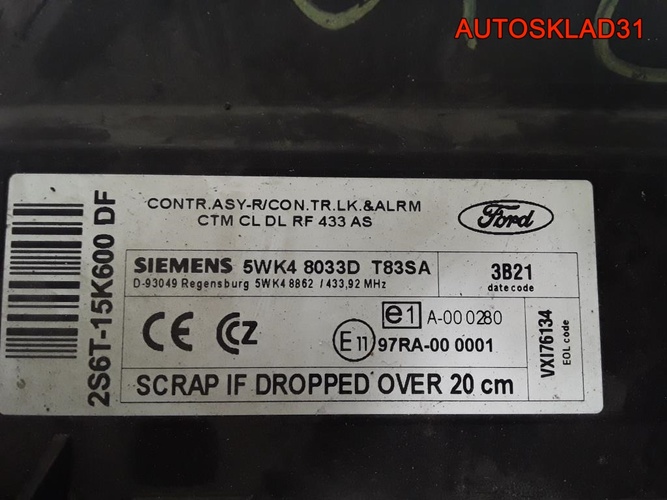 AUTOSKLAD31
CONTR.ASY-R/CON.TR.LK.&ALRM
CTM CL DL RF 433 AS
Ford
2S6T-15K600 DF
SIEMENS 5WK4 8033D T83SA
D-93049 Regensburg 5WK4 8862 / 433,92 MHz
3B21
date code
CE CZ
e1 A-00 0280
E11 97RA-00 0001
VXI76134
EOL code
SCRAP IF DROPPED OVER 20 cm